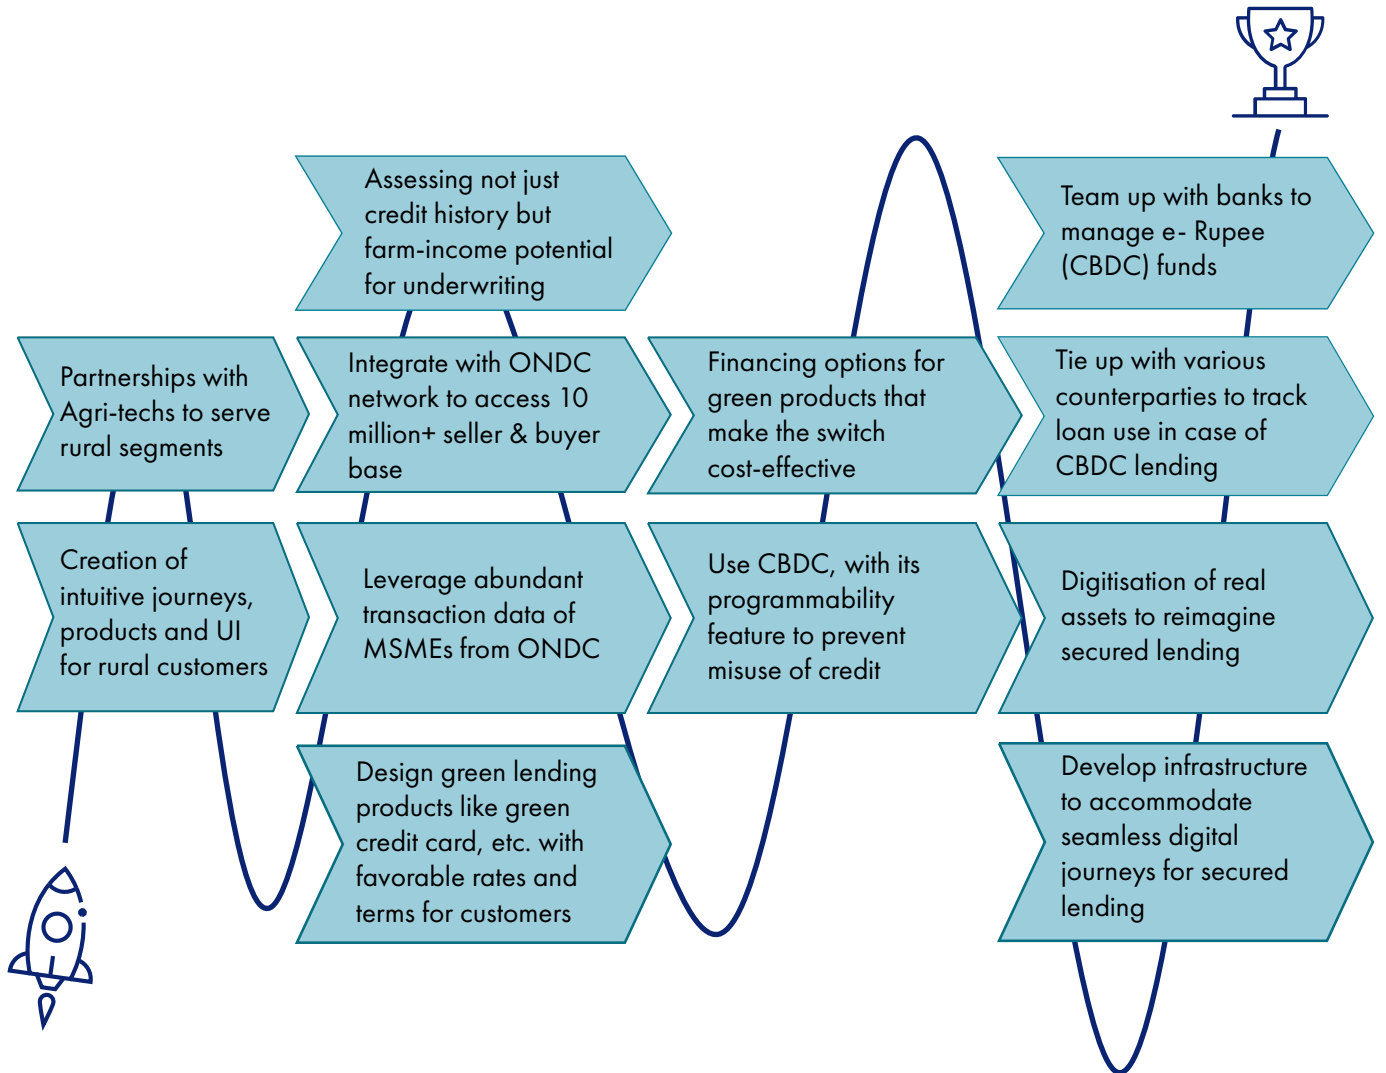 Partnerships with
Agri-techs to serve
rural segments
Creation of
intuitive journeys,
products and UI
for rural customers
Assessing not just
credit history but
farm-income potential
for underwriting
Integrate with ONDC
network to access 10
million+ seller & buyer
base
Leverage abundant
transaction data of
MSMEs from ONDC
Design green lending
products like green
credit card, etc. with
favorable rates and
terms for customers
Financing options for
green products that
make the switch
cost-effective
Use CBDC, with its
programmability
feature to prevent
misuse of credit
Team up with banks to
manage e- Rupee
(CBDC) funds
Tie up with various
counterparties to track
loan use in case of
CBDC lending
Digitisation of real
assets to reimagine
secured lending
Develop infrastructure
to accommodate
seamless digital
journeys for secured
lending